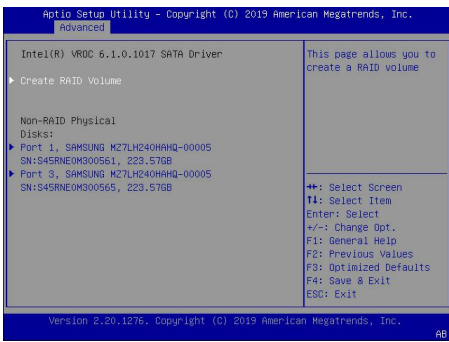 Aptio Setup Utility – Copyright (C) 2019 American Megatrends, Inc.
Advanced
Intel(R) VROC 6.1.0.1017 SATA Driver
Create RAID Volume
Non-RAID Physical
Disks:
Port 1, SAMSUNG MZ7LH240HAHQ-00005
SN:S45RNE0M300561, 223.57GB
Port 3, SAMSUNG MZ7LH240HAHQ-00005
SN:S45RNE0M300565, 223.57GB
This page allows you to
create a RAID volume
→←: Select Screen
↑↓: Select Item
Enter: Select
+/-: Change Opt.
F1: General Help
F2: Previous Values
F3: Optimized Defaults
F4: Save & Exit
ESC: Exit
Version 2.20.1276. Copyright (C) 2019 American Megatrends, Inc.
AB